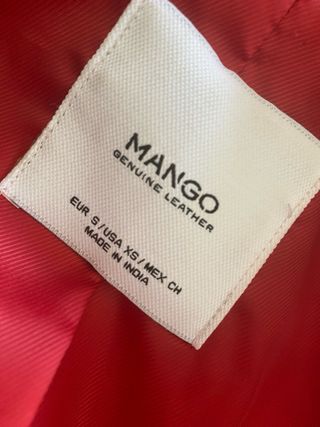 MANGO
GENUINE LEATHER
EUR S/USA XS/MEX CH
MADE IN INDIA